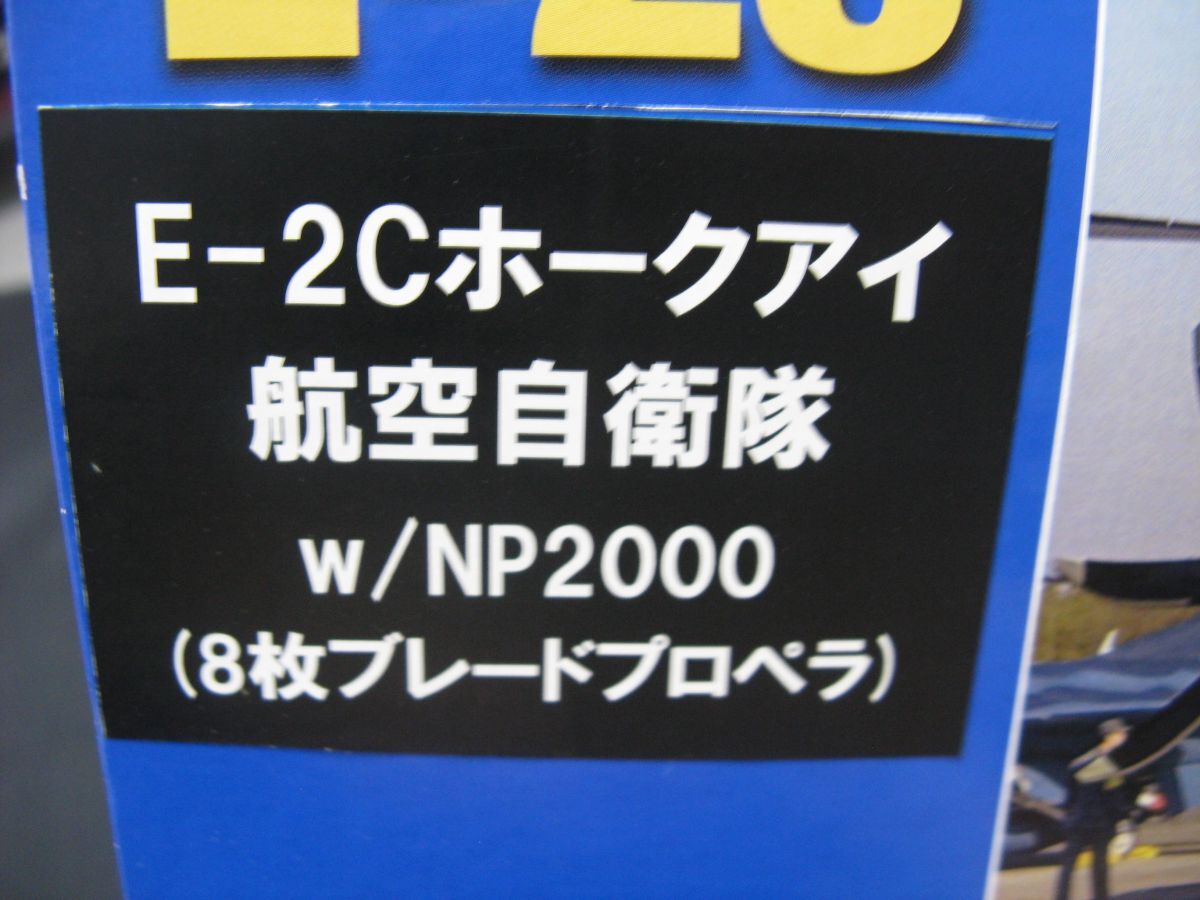 E-2C
E-2Cホークアイ
航空自衛隊
w/NP2000
(8枚ブレードプロペラ)